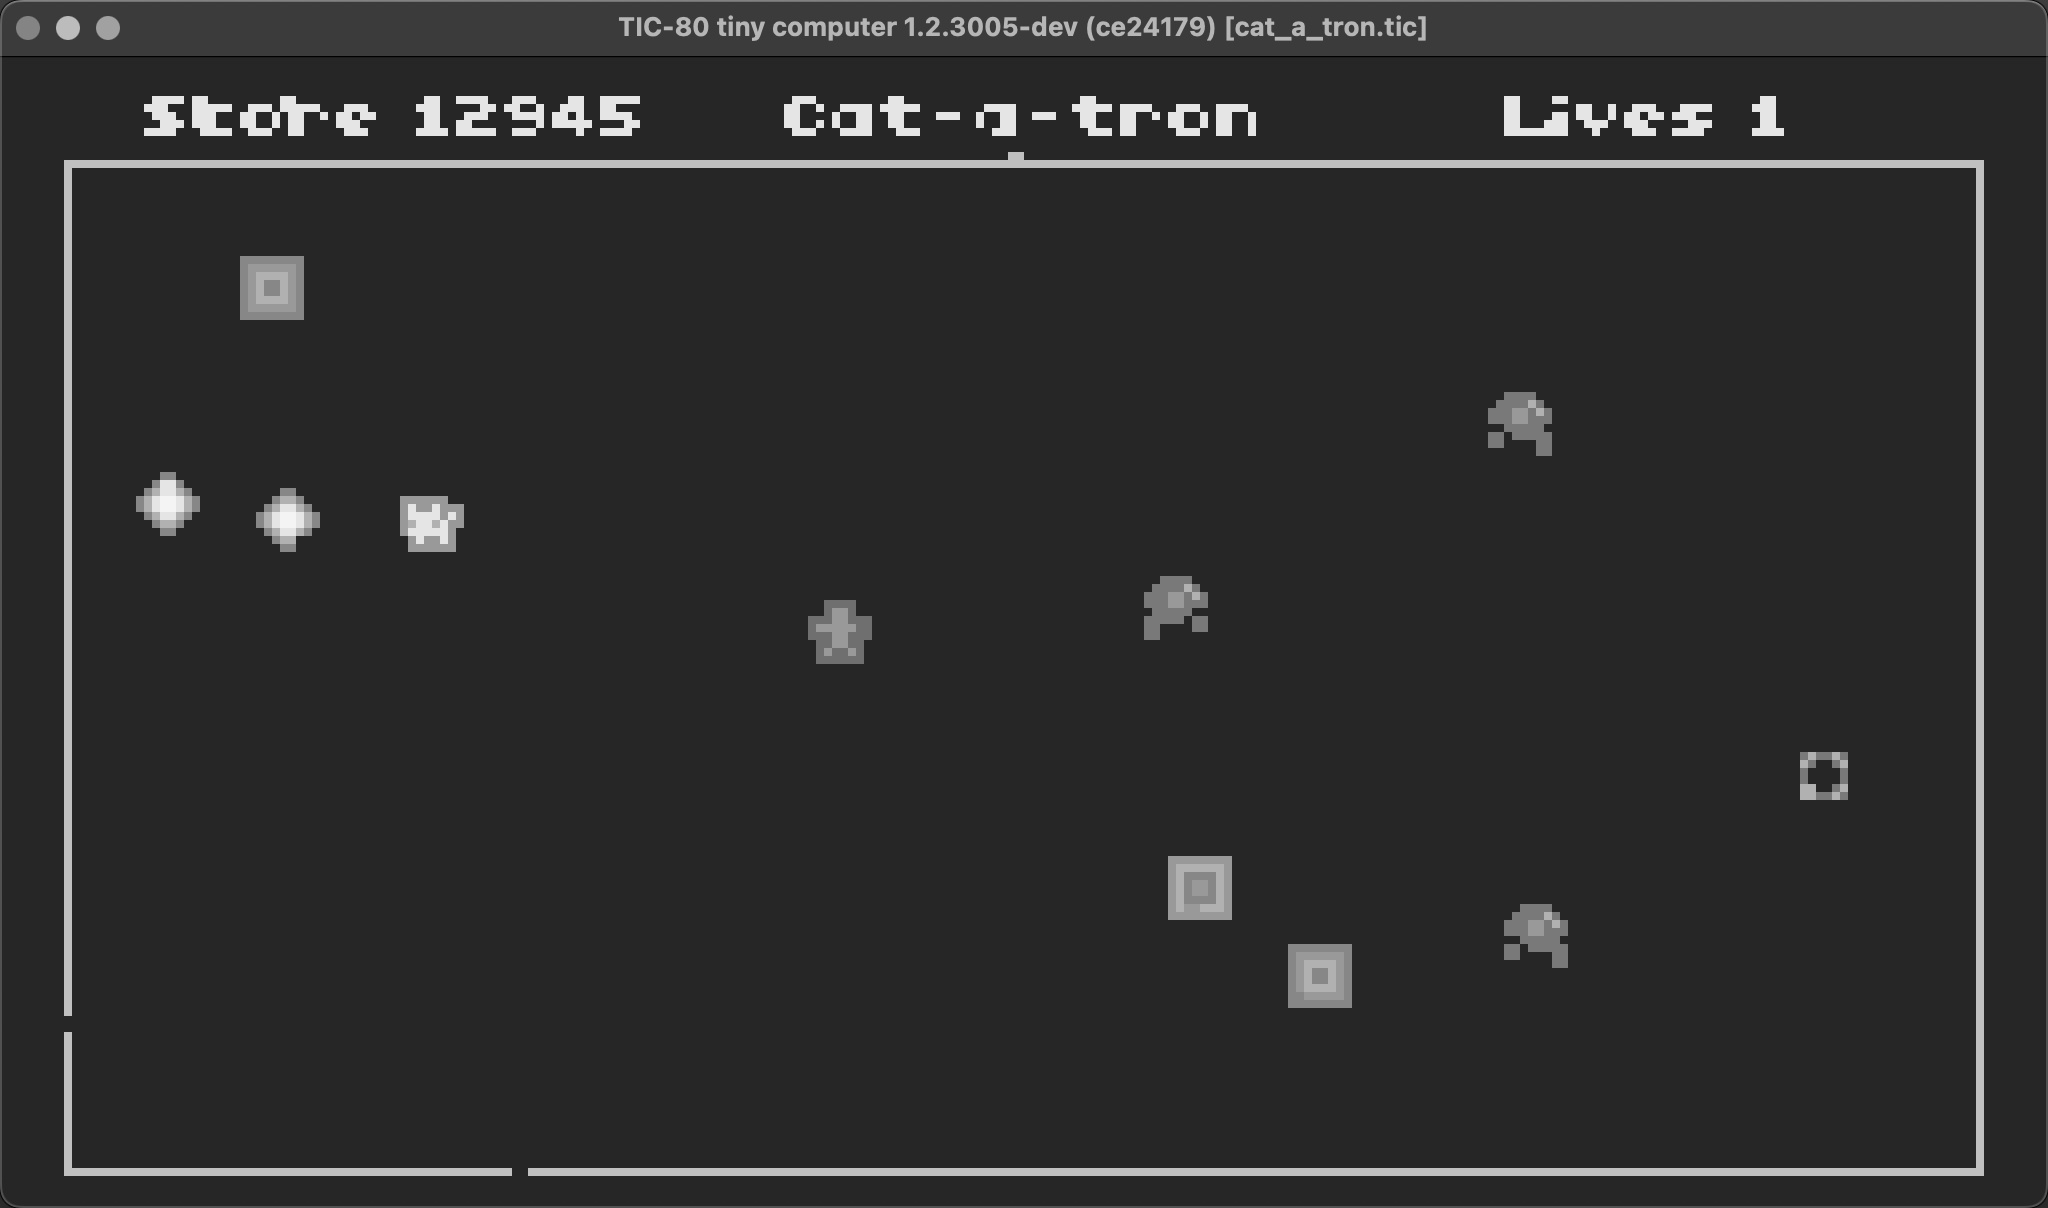 TIC-80 tiny computer 1.2.3005-dev (ce24179) [cat_a_tron.tic]
Score 12945 Cat-a-tron Lives 1